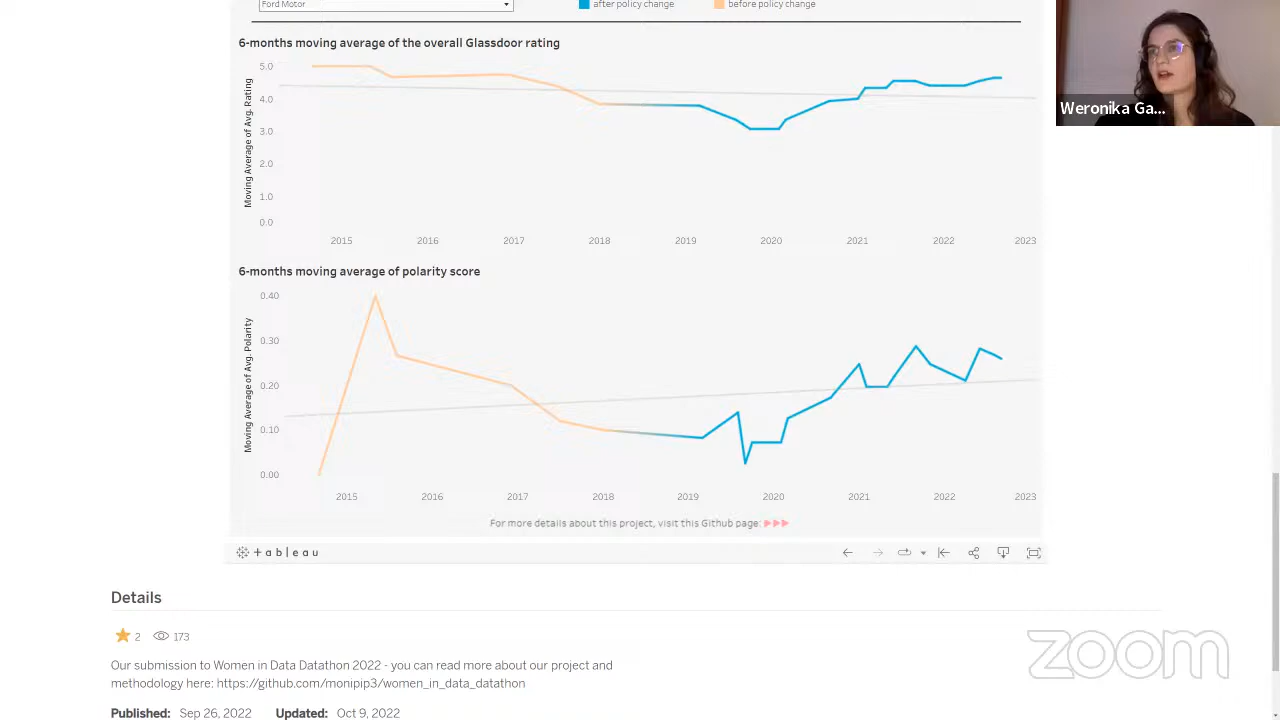 Ford Motor
after policy change
before policy change
6-months moving average of the overall Glassdoor rating
Moving Average of Avg. Rating
5.0
4.0
3.0
2.0
1.0
0.0
2015 2016 2017 2018 2019 2020 2021 2022 2023
6-months moving average of polarity score
Moving Average of Avg. Polarity
0.40
0.30
0.20
0.10
0.00
2015 2016 2017 2018 2019 2020 2021 2022 2023
For more details about this project, visit this Github page:
+ableau
Weronika Ga...
Details
2 173
Our submission to Women in Data Datathon 2022 - you can read more about our project and
methodology here: https://github.com/monipip3/women_in_data_datathon
Published: Sep 26, 2022 Updated: Oct 9, 2022
zoom